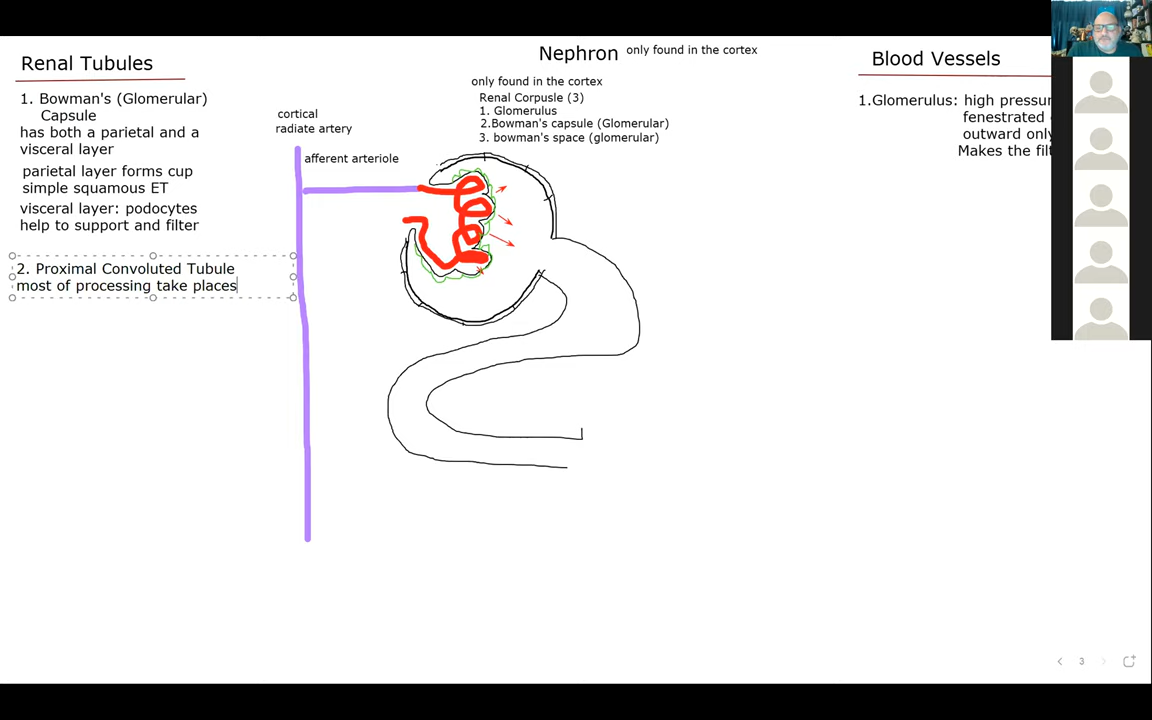 Renal Tubules
1. Bowman's (Glomerular)
Capsule
has both a parietal and a
visceral layer
parietal layer forms cup
simple squamous ET
visceral layer: podocytes
help to support and filter
2. Proximal Convoluted Tubule
most of processing take places
cortical
radiate artery
afferent arteriole
Nephron only found in the cortex
only found in the cortex
Renal Corpusle (3)
1. Glomerulus
2.Bowman's capsule (Glomerular)
3. bowman's space (glomerular)
Blood Vessels
1.Glomerulus: high
fenestrated
outward only
Makes the
3